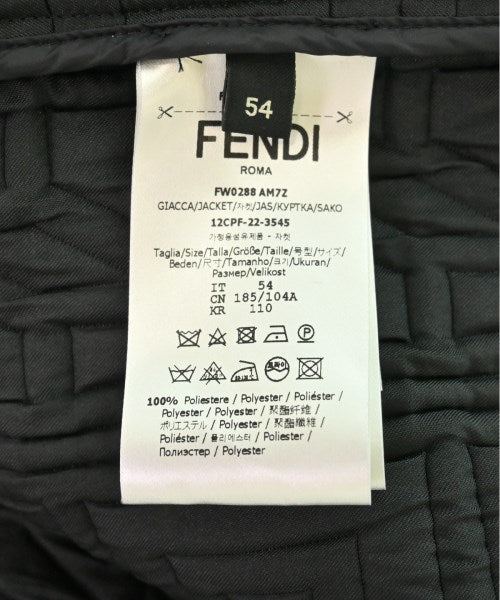 54
FENDI
ROMA
FW0288 AM7Z
GIACCA/JACKET/자켓/JAS/КУРТКА/SAKO
12CPF-22-3545
가정용섬유제품 - 자켓
Taglia/Size/Talla/Größe/Taille/号型/サイズ/
Beden/尺寸/Tamanho/크기/Ukuran/
Размер/Velikost
IT 54
CN 185/104A
KR 110
100% Poliestere / Polyester / Poliéster /
Polyester / Polyester / 聚酯纤维 /
ポリエステル / Polyester / 聚酯纖維 /
Poliéster / 폴리에스터 / Poliester /
Полиэстер / Polyester